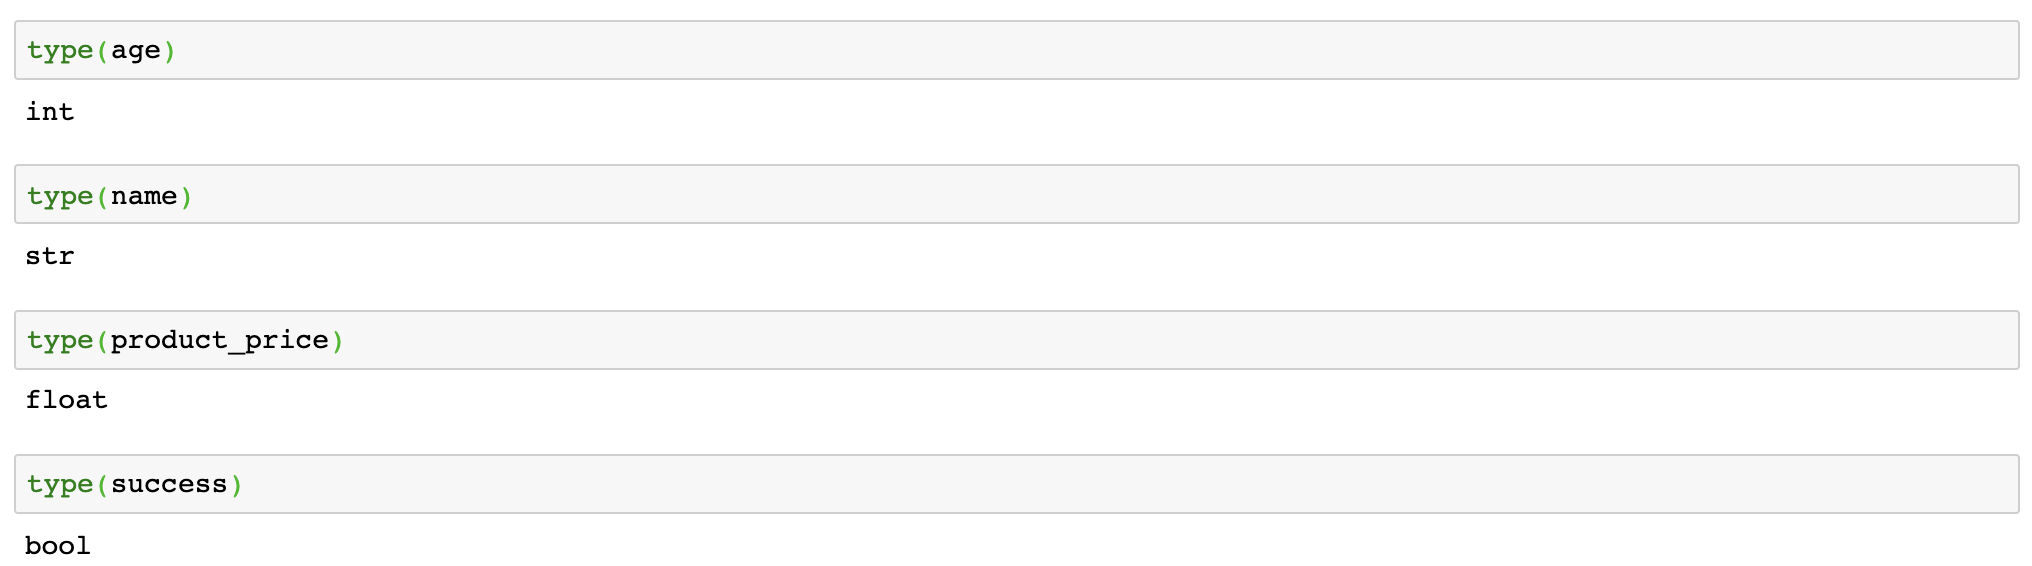 type(age)
int
type(name)
str
type(product_price)
float
type(success)
bool